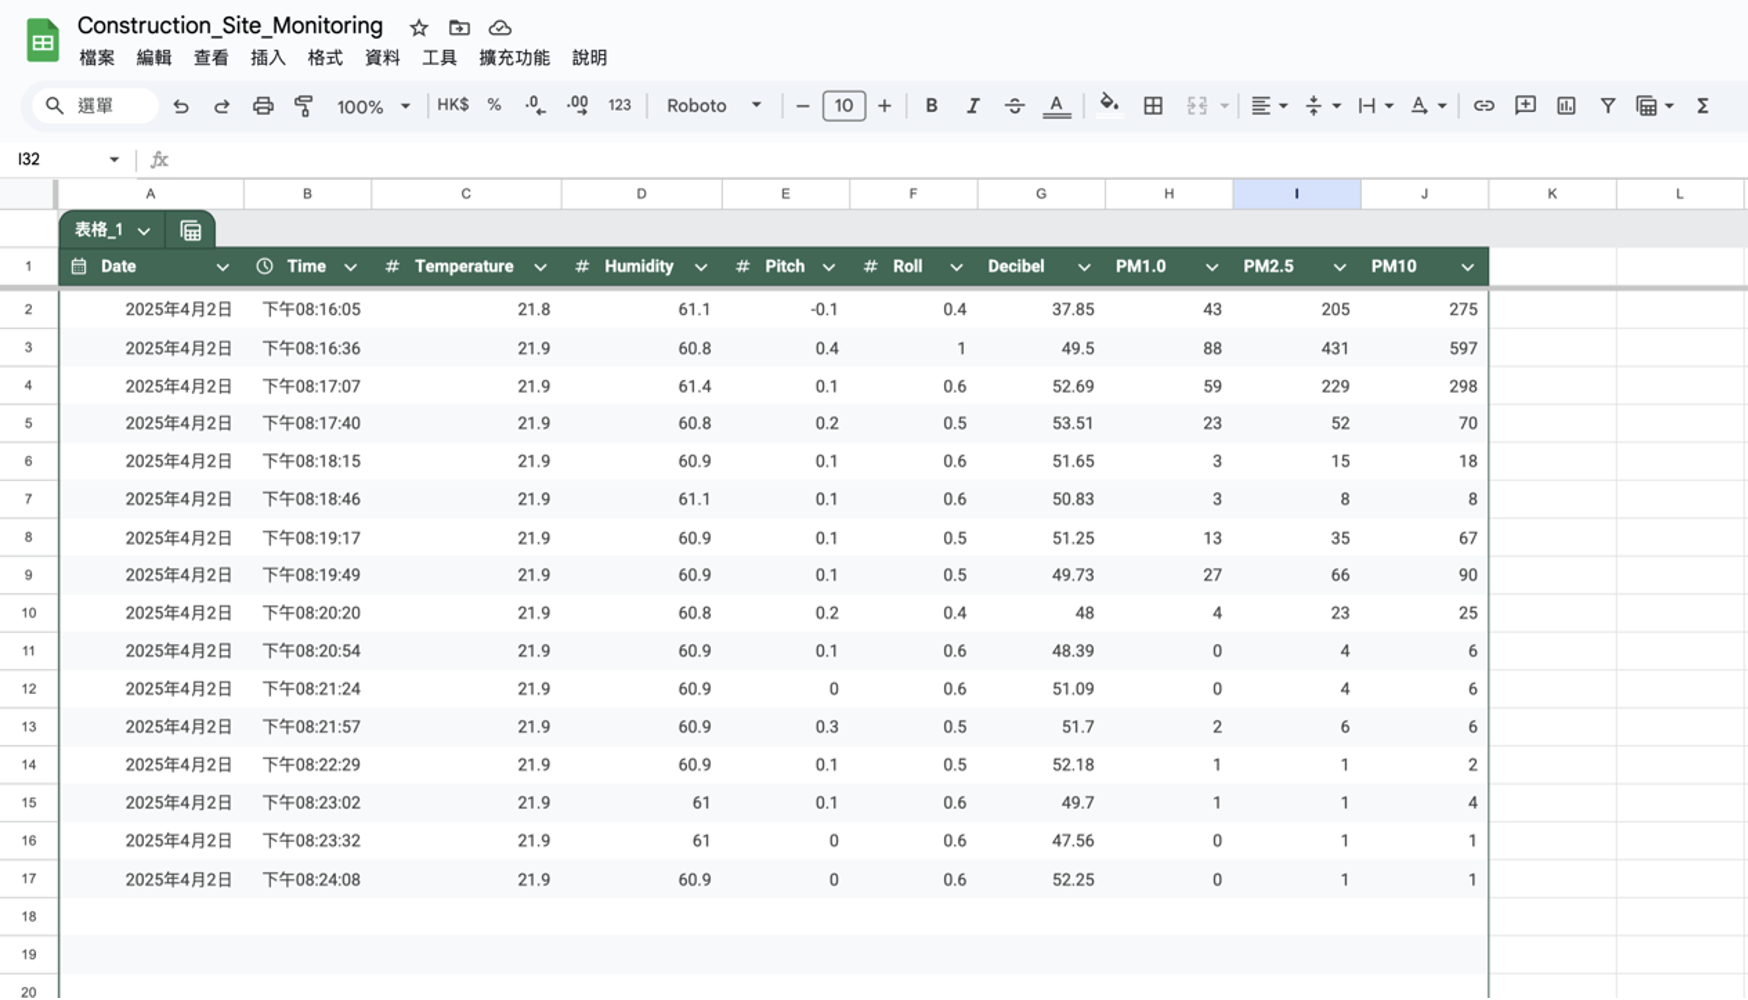 Construction_Site_Monitoring
檔案 編輯 查看 插入 格式 資料 工具 擴充功能 說明
選單 100% HK$ % .0 .00 123 Roboto 10 B I A A Σ
I32 fx
A B C D E F G H I J K L
表格_1
1 Date Time # Temperature # Humidity # Pitch # Roll Decibel PM1.0 PM2.5 PM10
2 2025年4月2日 下午08:16:05 21.8 61.1 -0.1 0.4 37.85 43 205 275
3 2025年4月2日 下午08:16:36 21.9 60.8 0.4 1 49.5 88 431 597
4 2025年4月2日 下午08:17:07 21.9 61.4 0.1 0.6 52.69 59 229 298
5 2025年4月2日 下午08:17:40 21.9 60.8 0.2 0.5 53.51 23 52 70
6 2025年4月2日 下午08:18:15 21.9 60.9 0.1 0.6 51.65 3 15 18
7 2025年4月2日 下午08:18:46 21.9 61.1 0.1 0.6 50.83 3 8 8
8 2025年4月2日 下午08:19:17 21.9 60.9 0.1 0.5 51.25 13 35 67
9 2025年4月2日 下午08:19:49 21.9 60.9 0.1 0.5 49.73 27 66 90
10 2025年4月2日 下午08:20:20 21.9 60.8 0.2 0.4 48 4 23 25
11 2025年4月2日 下午08:20:54 21.9 60.9 0.1 0.6 48.39 0 4 6
12 2025年4月2日 下午08:21:24 21.9 60.9 0 0.6 51.09 0 4 6
13 2025年4月2日 下午08:21:57 21.9 60.9 0.3 0.5 51.7 2 6 6
14 2025年4月2日 下午08:22:29 21.9 60.9 0.1 0.5 52.18 1 1 2
15 2025年4月2日 下午08:23:02 21.9 61 0.1 0.6 49.7 1 1 4
16 2025年4月2日 下午08:23:32 21.9 61 0 0.6 47.56 0 1 1
17 2025年4月2日 下午08:24:08 21.9 60.9 0 0.6 52.25 0 1 1
18
19
20